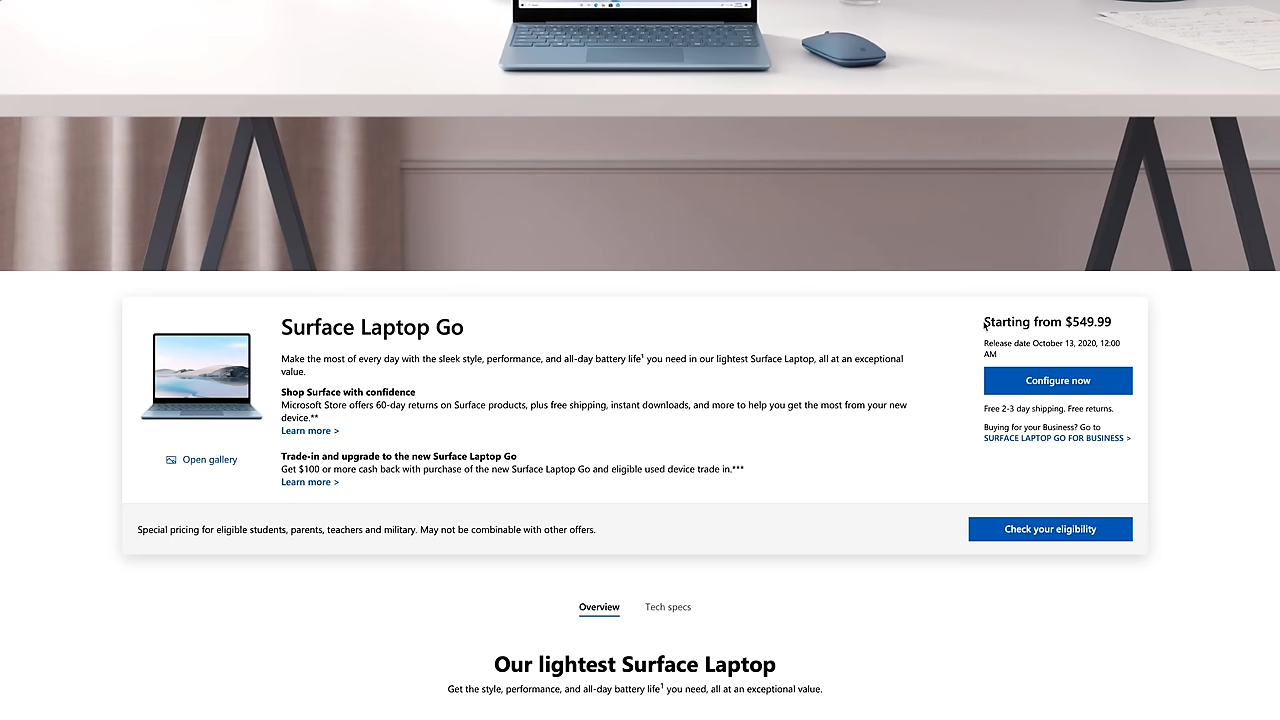 Surface Laptop Go
Make the most of every day with the sleek style, performance, and all-day battery life¹ you need in our lightest Surface Laptop, all at an exceptional
value.
Shop Surface with confidence
Microsoft Store offers 60-day returns on Surface products, plus free shipping, instant downloads, and more to help you get the most from your new
device.**
Learn more >
Open gallery
Trade-in and upgrade to the new Surface Laptop Go
Get $100 or more cash back with purchase of the new Surface Laptop Go and eligible used device trade in.***
Learn more >
Starting from $549.99
Release date October 13, 2020, 12:00
AM
Configure now
Free 2-3 day shipping. Free returns.
Buying for your Business? Go to
SURFACE LAPTOP GO FOR BUSINESS >
Special pricing for eligible students, parents, teachers and military. May not be combinable with other offers.
Check your eligibility
Overview
Tech specs
Our lightest Surface Laptop
Get the style, performance, and all-day battery life¹ you need, all at an exceptional value.